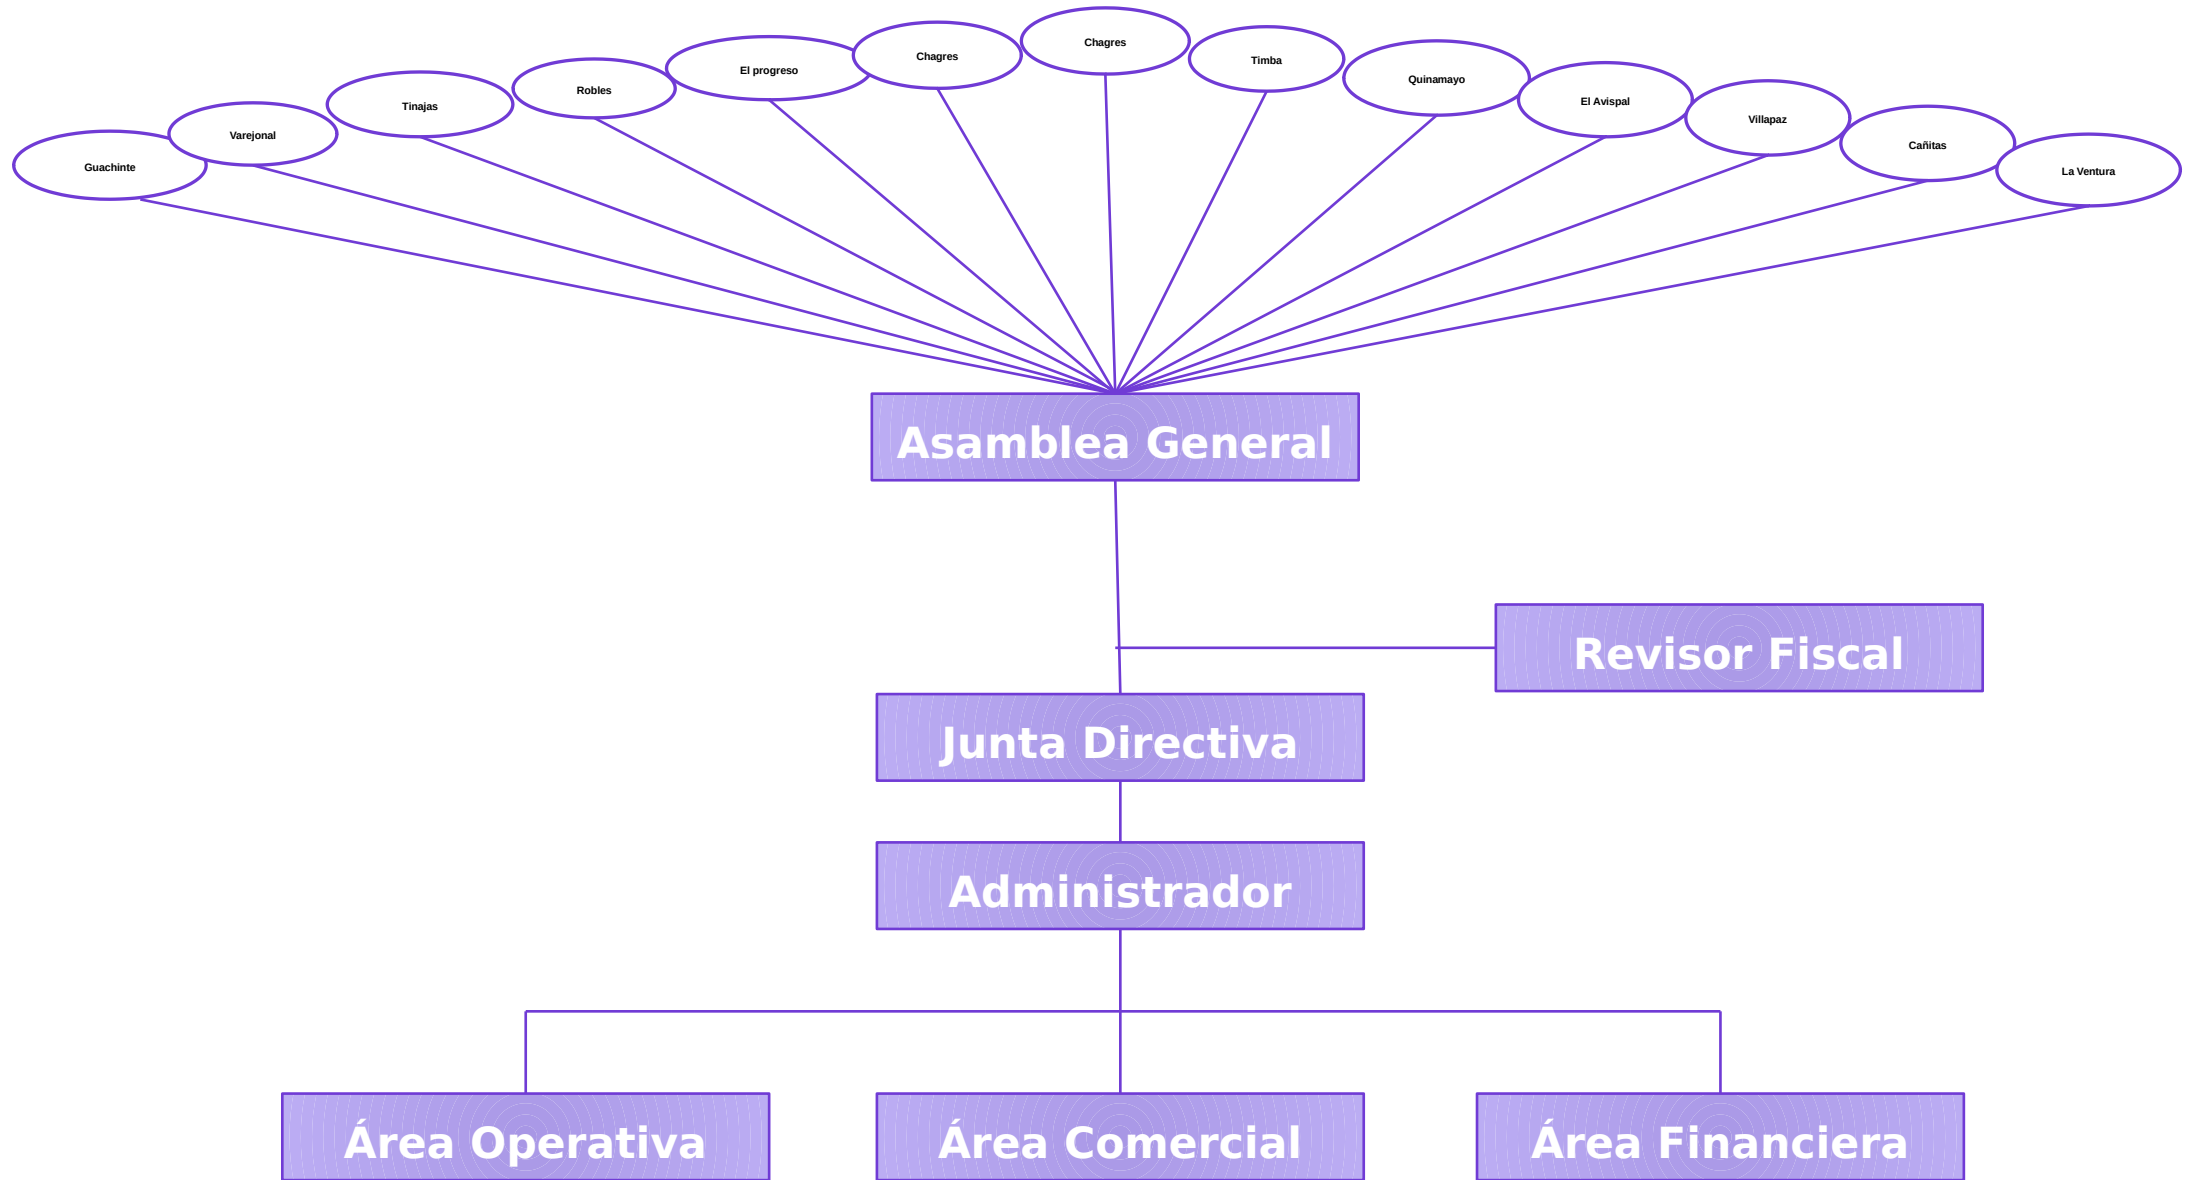 Guachinte
Varejonal
Tinajas
Robles
El progreso
Chagres
Chagres
Timba
Quinamayo
El Avispal
Villapaz
Cañitas
La Ventura
Asamblea General
Revisor Fiscal
Junta Directiva
Administrador
Área Operativa
Área Comercial
Área Financiera